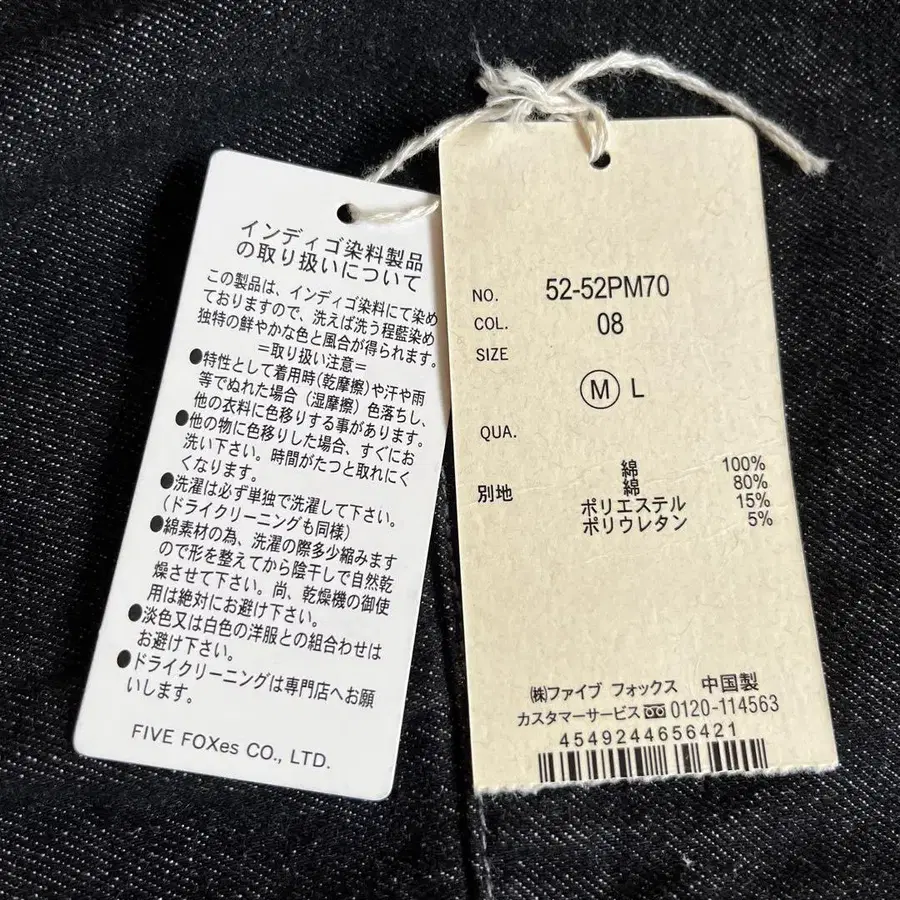 インディゴ染料製品
の取り扱いについて
この製品は、インディゴ染料にて染め
ておりますので、洗えば洗う程藍染め
独特の鮮やかな色と風合が得られます。
=取り扱い注意=
●特性として着用時(乾摩擦)や汗や雨
等でぬれた場合(湿摩擦)色落ちし、
他の衣料に色移りする事があります。
●他の物に色移りした場合、すぐにお
洗い下さい。時間がたつと取れにく
くなります。
●洗濯は必ず単独で洗濯して下さい。
(ドライクリーニングも同様)
●綿素材の為、洗濯の際多少縮みます
ので形を整えてから陰干しで自然乾
燥させて下さい。尚、乾燥機の御使
用は絶対にお避け下さい。
●淡色又は白色の洋服との組合わせは
お避け下さい。
●ドライクリーニングは専門店へお願
いします。
FIVE FOXes CO., LTD.
NO. 52-52PM70
COL. 08
SIZE
Ⓜ L
QUA.
綿 100%
別地 綿 80%
ポリエステル 15%
ポリウレタン 5%
㈱ファイブ フォックス 中国製
カスタマーサービス 0120-114563
4549244656421